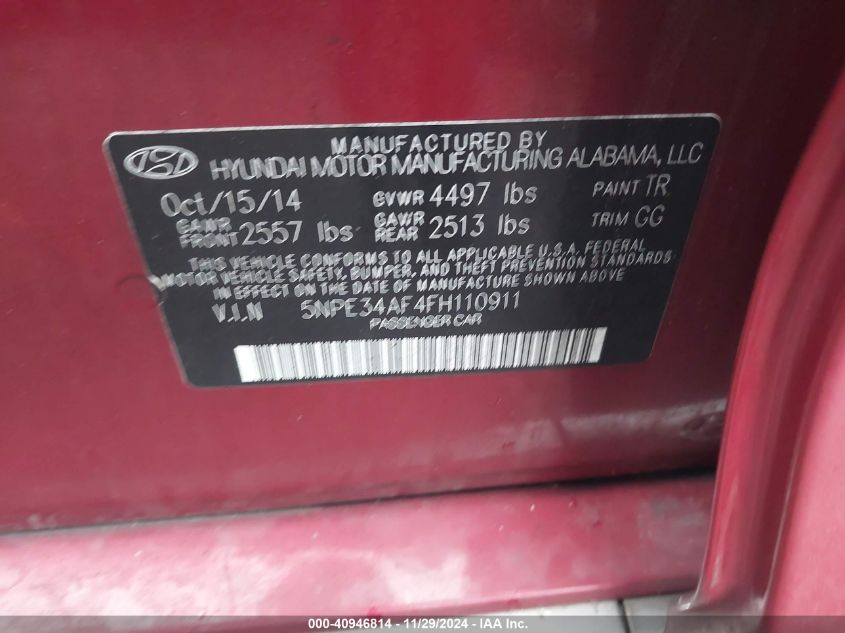 MANUFACTURED BY
HYUNDAI MOTOR MANUFACTURING ALABAMA, LLC
Oct/15/14 GVWR 4497 lbs PAINT TR
GAWR FRONT 2557 lbs GAWR REAR 2513 lbs TRIM GG
THIS VEHICLE CONFORMS TO ALL APPLICABLE U.S.A. FEDERAL
MOTOR VEHICLE SAFETY, BUMPER, AND THEFT PREVENTION STANDARDS
IN EFFECT ON THE DATE OF MANUFACTURE SHOWN ABOVE
V.I.N 5NPE34AF4FH110911
PASSENGER CAR
000-40946814 - 11/29/2024 - IAA Inc.